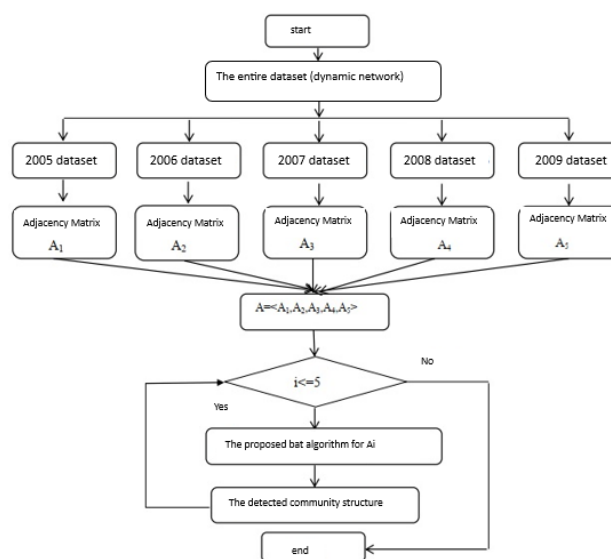 start
The entire dataset (dynamic network)
2005 dataset
2006 dataset
2007 dataset
2008 dataset
2009 dataset
Adjacency Matrix
A₁
Adjacency Matrix
A₂
Adjacency Matrix
A₃
Adjacency Matrix
A₄
Adjacency Matrix
A₅
A=<A₁,A₂,A₃,A₄,A₅>
i<=5
No
Yes
The proposed bat algorithm for Ai
The detected community structure
end